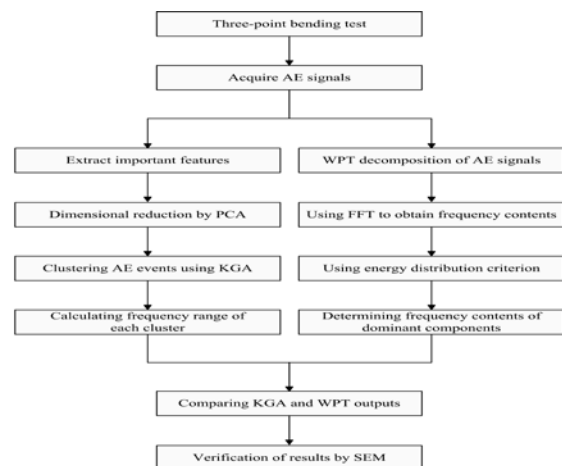 Three-point bending test
Acquire AE signals
Extract important features
WPT decomposition of AE signals
Dimensional reduction by PCA
Using FFT to obtain frequency contents
Clustering AE events using KGA
Using energy distribution criterion
Calculating frequency range of
each cluster
Determining frequency contents of
dominant components
Comparing KGA and WPT outputs
Verification of results by SEM